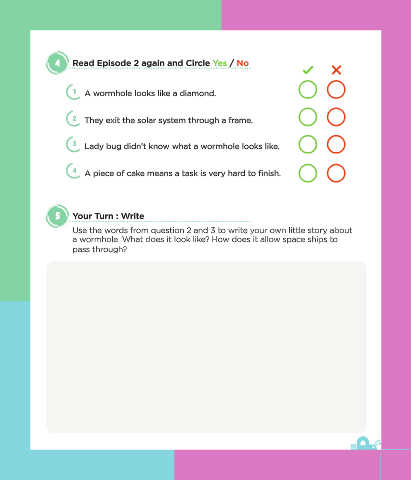 4 Read Episode 2 again and Circle Yes / No
1 A wormhole looks like a diamond.
2 They exit the solar system through a frame.
3 Lady bug didn't know what a wormhole looks like.
4 A piece of cake means a task is very hard to finish.
5 Your Turn : Write
Use the words from question 2 and 3 to write your own little story about
a wormhole. What does it look like? How does it allow space ships to
pass through?